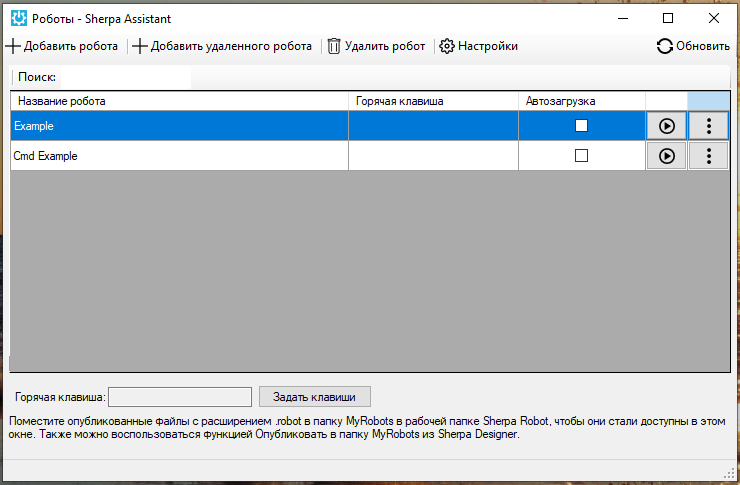 Роботы - Sherpa Assistant
Добавить робота Добавить удаленного робота Удалить робот Настройки Обновить
Поиск:
Название робота Горячая клавиша Автозагрузка
Example
Cmd Example
Горячая клавиша: Задать клавиши
Поместите опубликованные файлы с расширением .robot в папку MyRobots в рабочей папке Sherpa Robot, чтобы они стали доступны в этом
окне. Также можно воспользоваться функцией Опубликовать в папку MyRobots из Sherpa Designer.